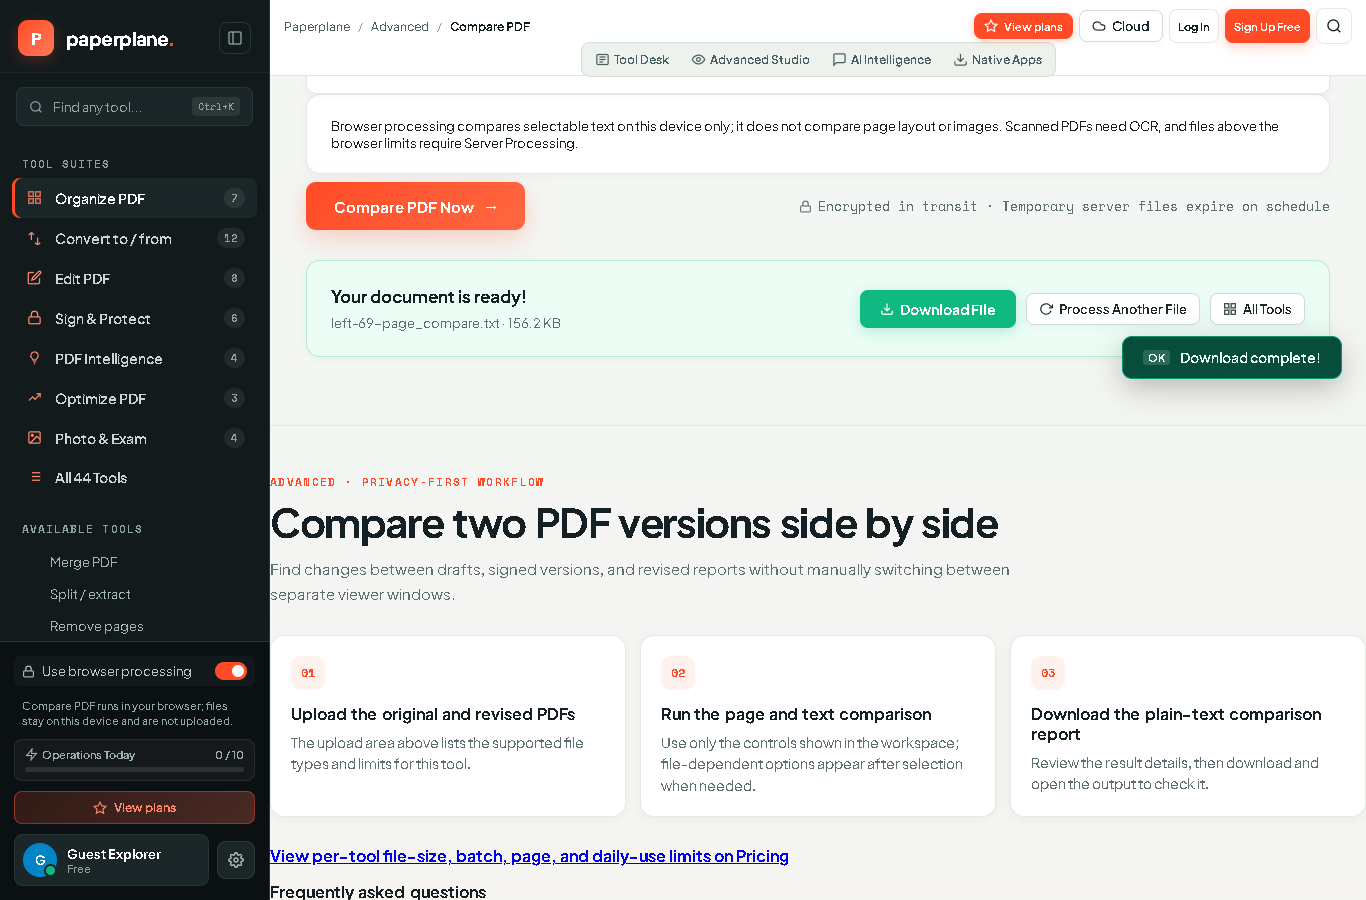 P paperplane.
Find any tool... Ctrl+K
TOOL SUITES
Organize PDF 7
Convert to / from 12
Edit PDF 8
Sign & Protect 6
PDF Intelligence 4
Optimize PDF 3
Photo & Exam 4
All 44 Tools
AVAILABLE TOOLS
Merge PDF
Split / extract
Remove pages
Use browser processing
Compare PDF runs in your browser; files
stay on this device and are not uploaded.
Operations Today 0 / 10
View plans
G Guest Explorer
Free
Paperplane / Advanced / Compare PDF
View plans Cloud Log In Sign Up Free
Tool Desk Advanced Studio AI Intelligence Native Apps
Browser processing compares selectable text on this device only; it does not compare page layout or images. Scanned PDFs need OCR, and files above the
browser limits require Server Processing.
Compare PDF Now →
Encrypted in transit · Temporary server files expire on schedule
Your document is ready!
left-69-page_compare.txt · 156.2 KB
Download File Process Another File All Tools
OK Download complete!
ADVANCED · PRIVACY-FIRST WORKFLOW
Compare two PDF versions side by side
Find changes between drafts, signed versions, and revised reports without manually switching between
separate viewer windows.
01
Upload the original and revised PDFs
The upload area above lists the supported file
types and limits for this tool.
02
Run the page and text comparison
Use only the controls shown in the workspace;
file-dependent options appear after selection
when needed.
03
Download the plain-text comparison
report
Review the result details, then download and
open the output to check it.
View per-tool file-size, batch, page, and daily-use limits on Pricing
Frequently asked questions